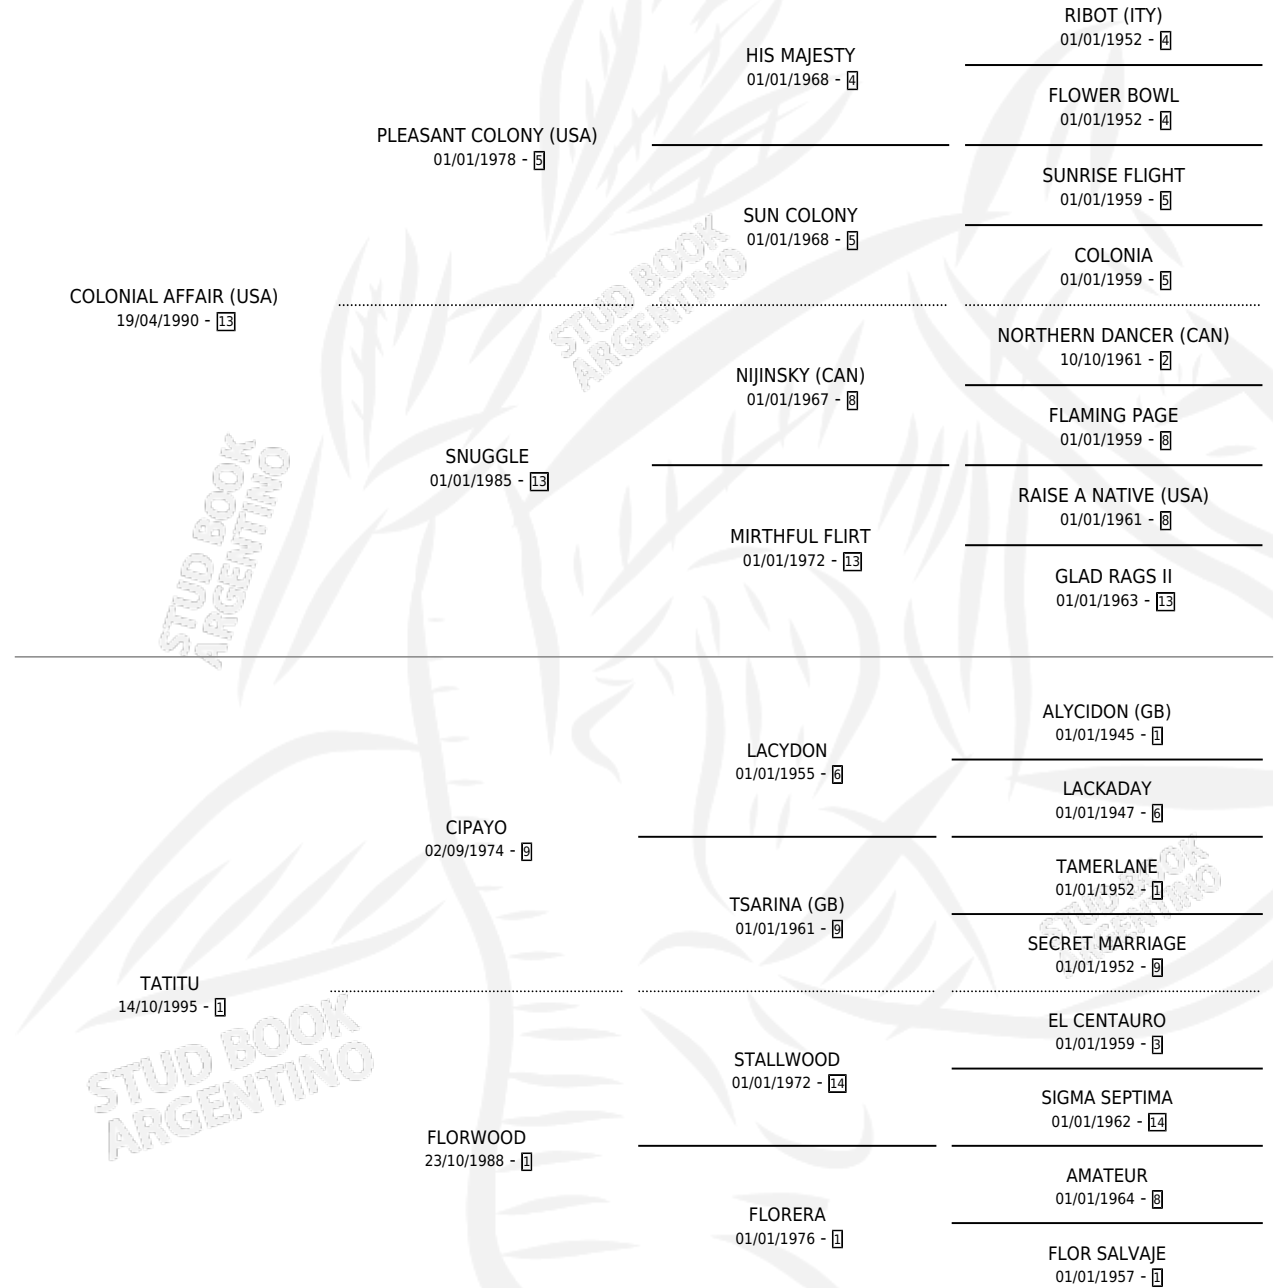 RIBOT (ITY)
01/01/1952 - 4
HIS MAJESTY
01/01/1968 - 4
FLOWER BOWL
01/01/1952 - 4
PLEASANT COLONY (USA)
01/01/1978 - 5
SUNRISE FLIGHT
01/01/1959 - 5
SUN COLONY
01/01/1968 - 5
COLONIA
01/01/1959 - 5
COLONIAL AFFAIR (USA)
19/04/1990 - 13
STUD BOOK
ARGENTINO
NORTHERN DANCER (CAN)
10/10/1961 - 2
NIJINSKY (CAN)
01/01/1967 - 8
FLAMING PAGE
01/01/1959 - 8
SNUGGLE
01/01/1985 - 13
RAISE A NATIVE (USA)
01/01/1961 - 8
MIRTHFUL FLIRT
01/01/1972 - 13
GLAD RAGS II
01/01/1963 - 13
STUD BOOK
ARGENTINO
ALYCIDON (GB)
01/01/1945 - 1
LACYDON
01/01/1955 - 6
LACKADAY
01/01/1947 - 6
CIPAYO
02/09/1974 - 9
TAMERLANE
01/01/1952 - 1
TSARINA (GB)
01/01/1961 - 9
SECRET MARRIAGE
01/01/1952 - 9
STUD BOOK
ARGENTINO
TATITU
14/10/1995 - 1
EL CENTAURO
01/01/1959 - 3
STALLWOOD
01/01/1972 - 14
SIGMA SEPTIMA
01/01/1962 - 14
STUD BOOK
ARGENTINO
FLORWOOD
23/10/1988 - 1
AMATEUR
01/01/1964 - 8
FLORERA
01/01/1976 - 1
FLOR SALVAJE
01/01/1957 - 1